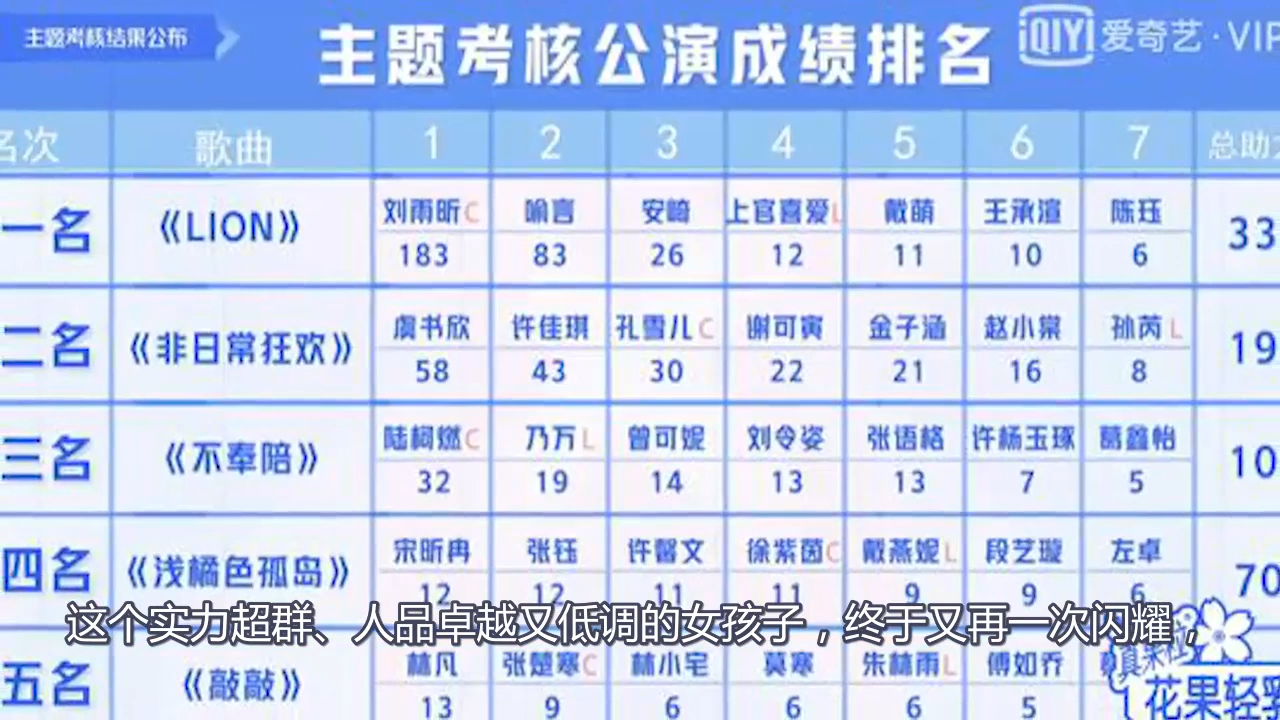 主题考核结果公布
主题考核公演成绩排名
iQIYI 爱奇艺·VIP
名次 歌曲 1 2 3 4 5 6 7 总助力
一名 《LION》 刘雨昕C 喻言 安崎 上官喜爱L 戴萌 王承渲 陈珏 33
183 83 26 12 11 10 6
二名 《非日常狂欢》 虞书欣 许佳琪 孔雪儿C 谢可寅 金子涵 赵小棠 孙芮L 19
58 43 30 22 21 16 8
三名 《不奉陪》 陆柯燃C 乃万L 曾可妮 刘令姿 张语格 许杨玉琢 葛鑫怡 10
32 19 14 13 13 7 5
四名 《浅橘色孤岛》 宋昕冉 张钰 许馨文 徐紫茵C 戴燕妮L 段艺璇 左卓 70
12 12 11 11 9 9 6
这个实力超群、人品卓越又低调的女孩子，终于又再一次闪耀，
五名 《敲敲》 林凡 张楚寒C 林小宅 莫寒 朱林雨L 傅如乔
13 9 6 6 6 5
真果粒
花果轻乳